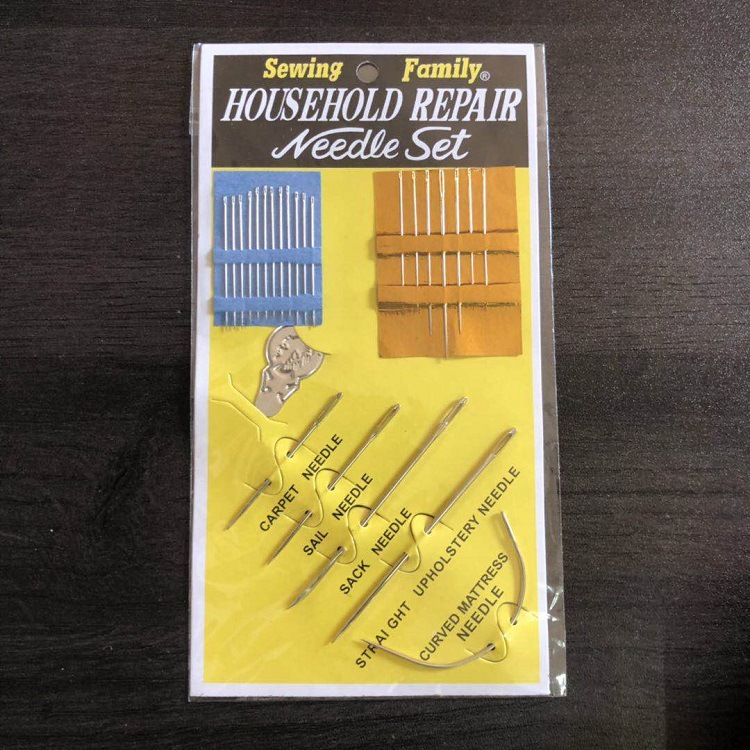 Sewing Family®
HOUSEHOLD REPAIR
Needle Set
CARPET NEEDLE
SAIL NEEDLE
SACK NEEDLE
STRAIGHT UPHOLSTERY NEEDLE
CURVED MATTRESS
NEEDLE